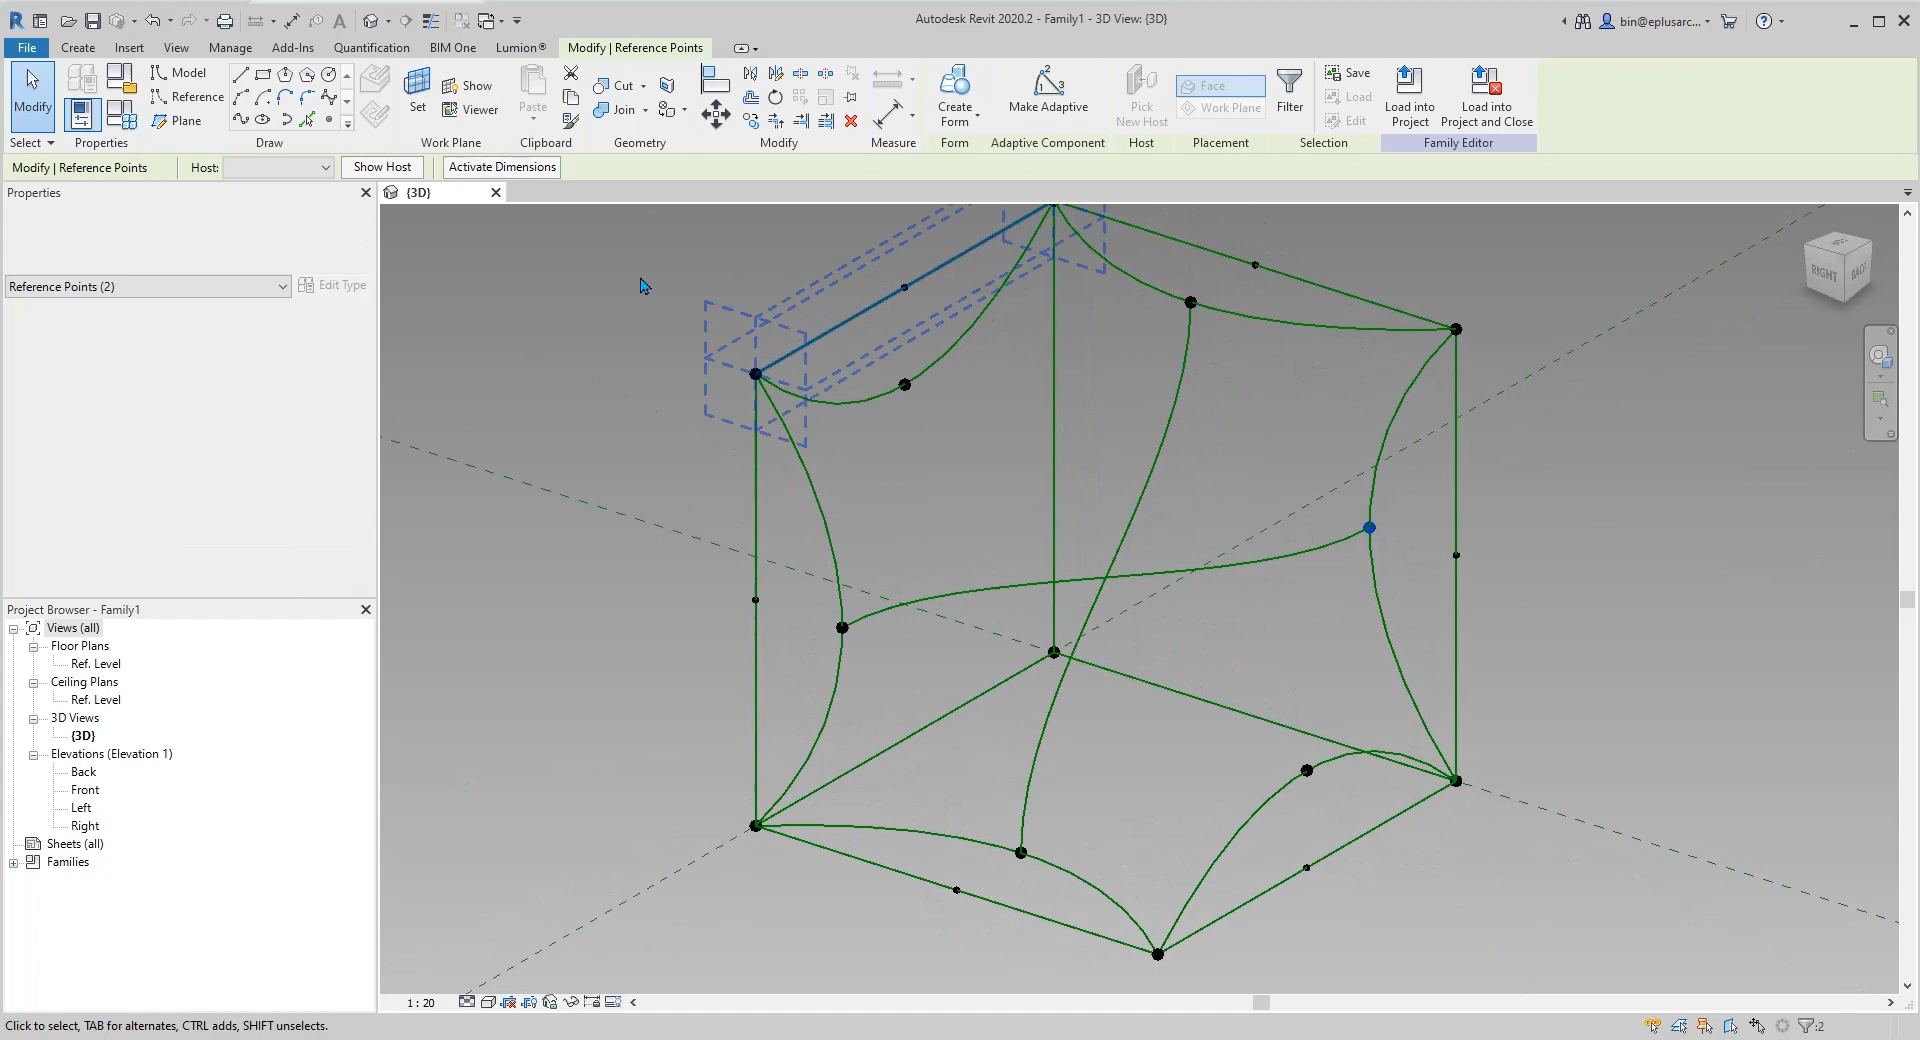 Autodesk Revit 2020.2 - Family1 - 3D View: {3D}
bin@eplusarc...
File Create Insert View Manage Add-Ins Quantification BIM One Lumion® Modify | Reference Points
Modify
Select
Properties
Model
Reference
Plane
Draw
Set
Show
Viewer
Work Plane
Paste
Clipboard
Cut
Join
Geometry
Modify
Measure
Create
Form
Form
Make Adaptive
Adaptive Component
Pick
New Host
Host
Face
Work Plane
Placement
Filter
Save
Load
Edit
Selection
Load into
Project
Load into
Project and Close
Family Editor
Modify | Reference Points Host: Show Host Activate Dimensions
Properties
{3D}
Reference Points (2) Edit Type
RIGHT BACK
Project Browser - Family1
Views (all)
Floor Plans
Ref. Level
Ceiling Plans
Ref. Level
3D Views
{3D}
Elevations (Elevation 1)
Back
Front
Left
Right
Sheets (all)
Families
1 : 20
Click to select, TAB for alternates, CTRL adds, SHIFT unselects.
:2